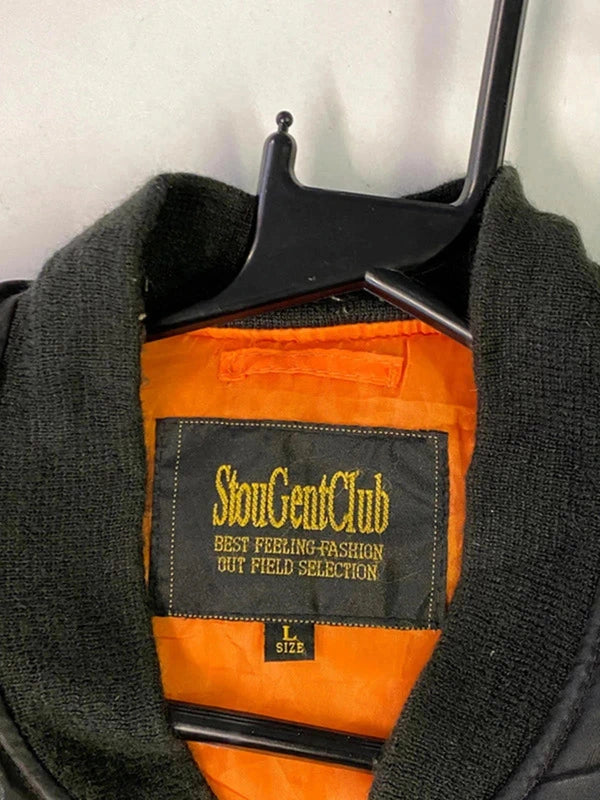 StouGentClub
BEST FEELING-FASHION
OUT FIELD SELECTION
L
SIZE